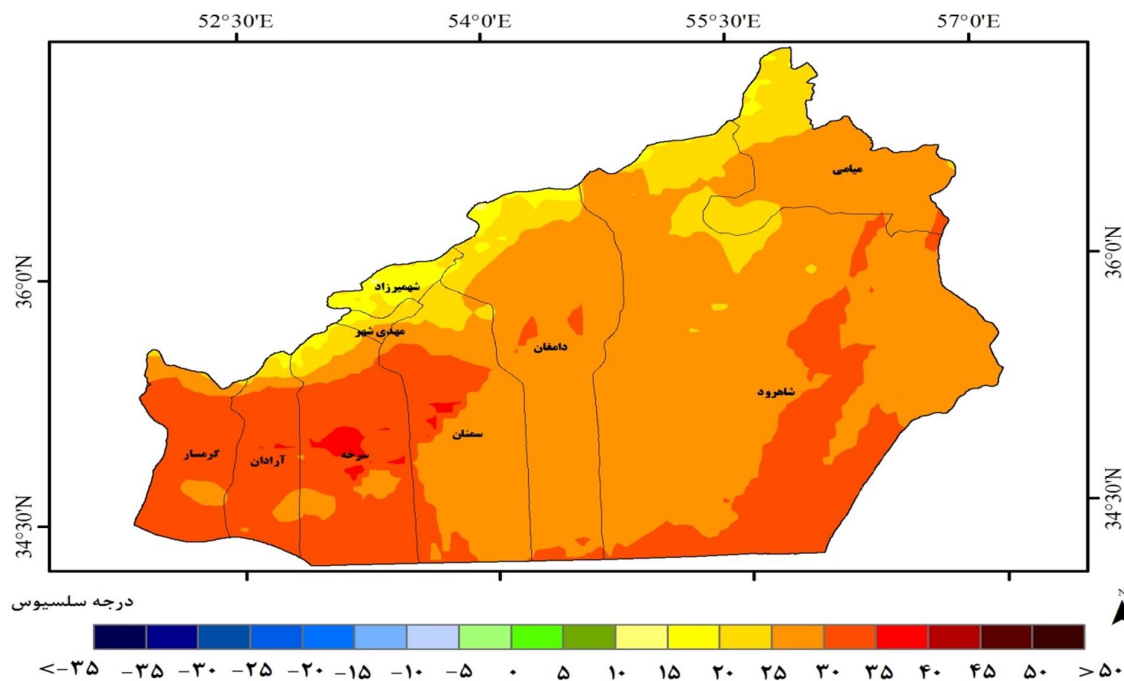 52°30'E 54°0'E 55°30'E 57°0'E
میامی
36°0'N 36°0'N
شهمیرزاد
مهدی شهر
دامغان
شاهرود
سمنان
گرمسار آرادان سرخه
34°30'N 34°30'N
درجه سلسیوس
N
<-۳۵ -۳۵ -۳۰ -۲۵ -۲۰ -۱۵ -۱۰ -۵ ۰ ۵ ۱۰ ۱۵ ۲۰ ۲۵ ۳۰ ۳۵ ۴۰ ۴۵ ۵۰ >۵۰